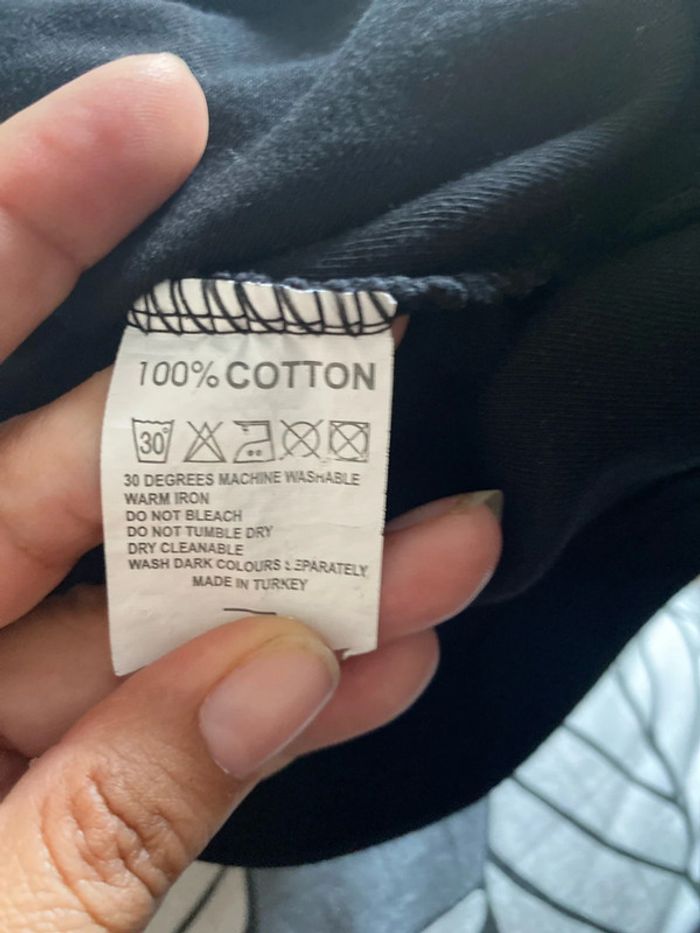 100% COTTON
30°
30 DEGREES MACHINE WASHABLE
WARM IRON
DO NOT BLEACH
DO NOT TUMBLE DRY
DRY CLEANABLE
WASH DARK COLOURS SEPARATELY
MADE IN TURKEY